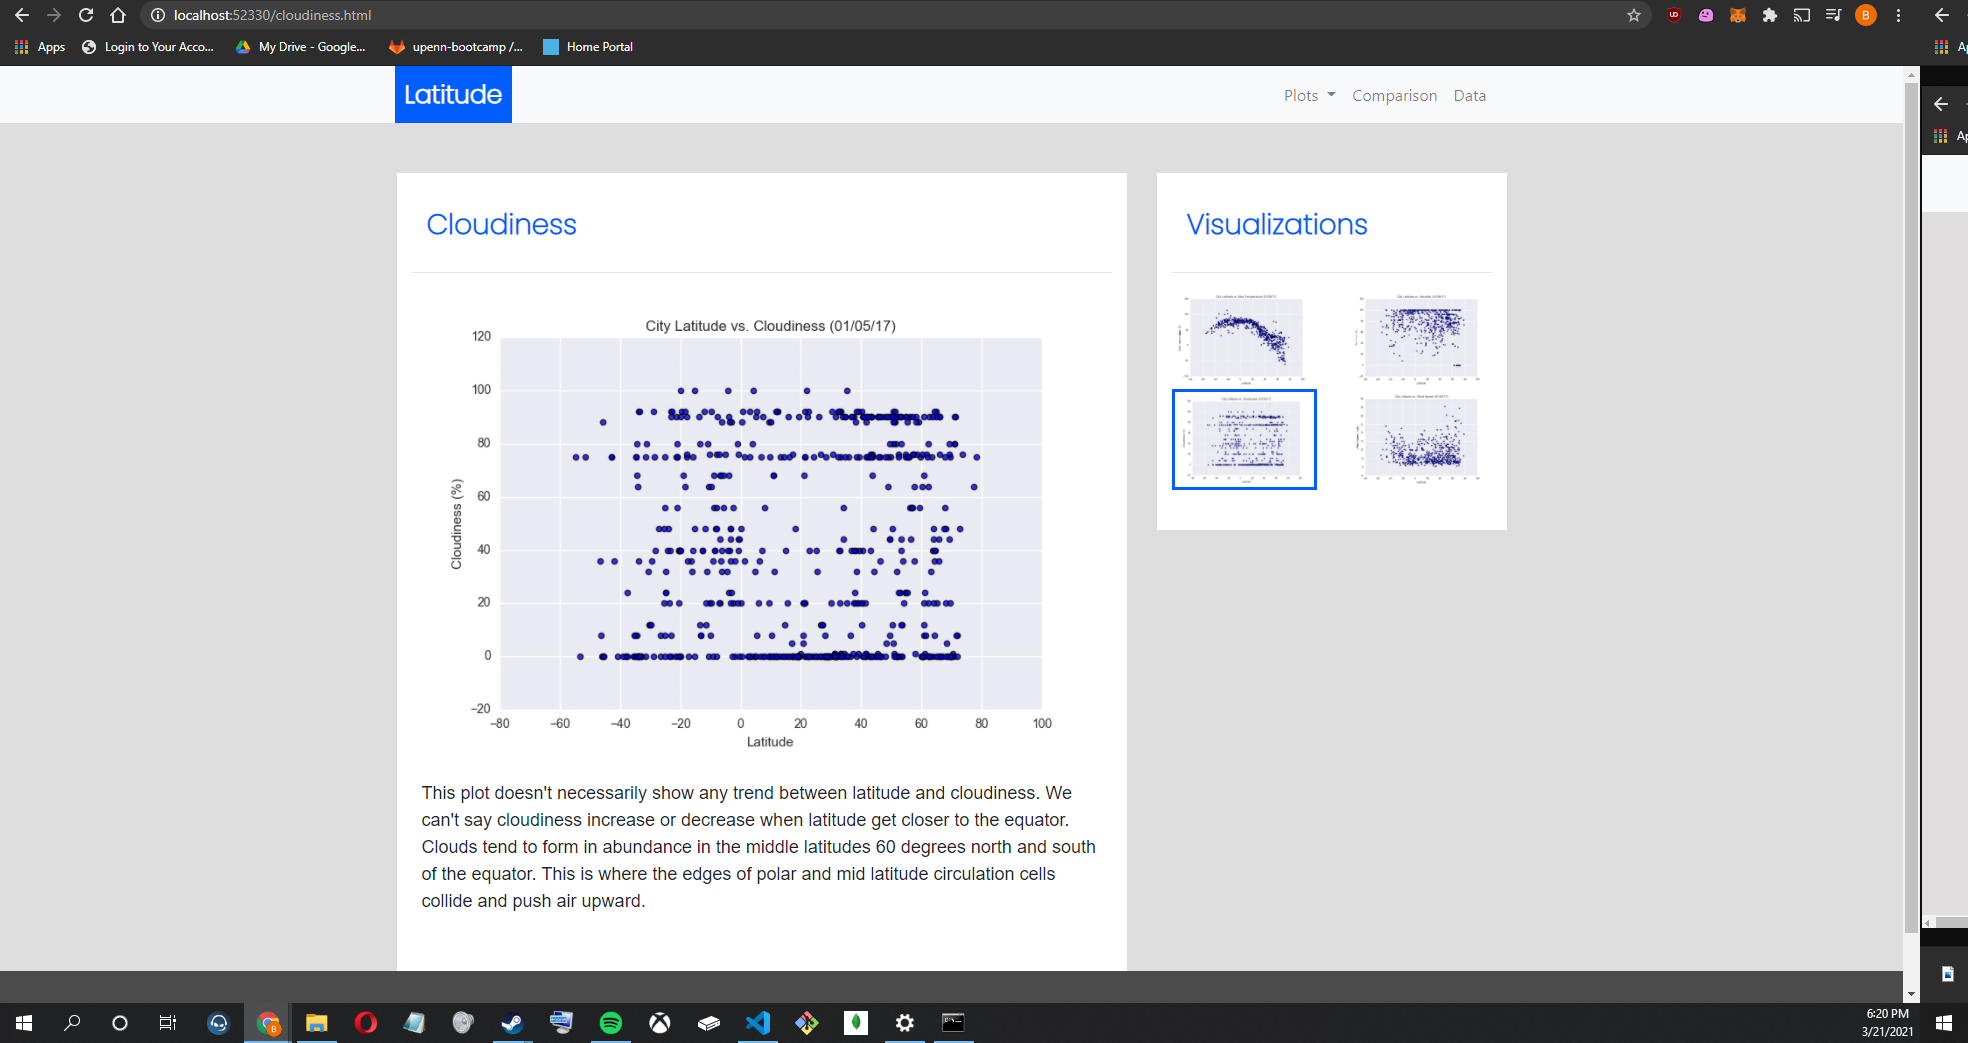 localhost:52330/cloudiness.html
Apps Login to Your Acco... My Drive - Google... upenn-bootcamp /... Home Portal
Latitude
Plots Comparison Data
Cloudiness
City Latitude vs. Cloudiness (01/05/17)
120
100
80
60
40
20
0
−20
Cloudiness (%)
−80 −60 −40 −20 0 20 40 60 80 100
Latitude
This plot doesn't necessarily show any trend between latitude and cloudiness. We
can't say cloudiness increase or decrease when latitude get closer to the equator.
Clouds tend to form in abundance in the middle latitudes 60 degrees north and south
of the equator. This is where the edges of polar and mid latitude circulation cells
collide and push air upward.
Visualizations
6:20 PM
3/21/2021